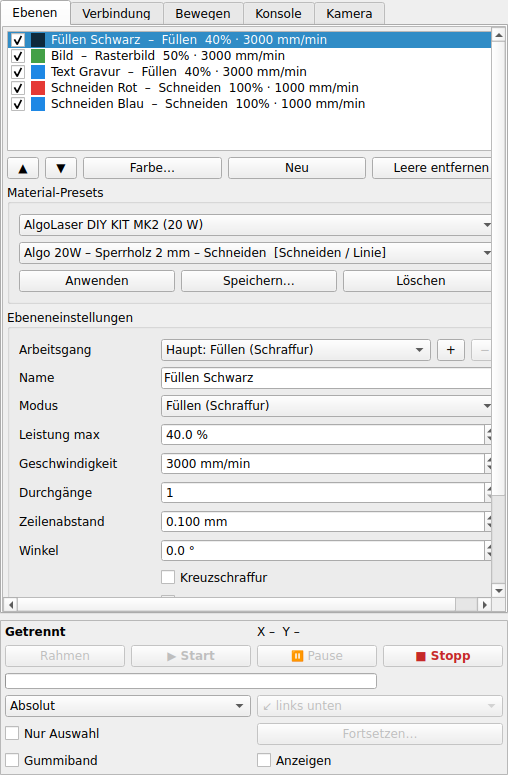 Ebenen Verbindung Bewegen Konsole Kamera
Füllen Schwarz – Füllen 40% · 3000 mm/min
Bild – Rasterbild 50% · 3000 mm/min
Text Gravur – Füllen 40% · 3000 mm/min
Schneiden Rot – Schneiden 100% · 1000 mm/min
Schneiden Blau – Schneiden 100% · 1000 mm/min
▲ ▼ Farbe... Neu Leere entfernen
Material-Presets
AlgoLaser DIY KIT MK2 (20 W)
Algo 20W – Sperrholz 2 mm – Schneiden [Schneiden / Linie]
Anwenden Speichern... Löschen
Ebeneneinstellungen
Arbeitsgang Haupt: Füllen (Schraffur) + −
Name Füllen Schwarz
Modus Füllen (Schraffur)
Leistung max 40.0 %
Geschwindigkeit 3000 mm/min
Durchgänge 1
Zeilenabstand 0.100 mm
Winkel 0.0 °
Kreuzschraffur
Getrennt X – Y –
Rahmen ▶ Start ⏸ Pause ■ Stopp
Absolut ↙ links unten
Nur Auswahl Fortsetzen...
Gummiband Anzeigen